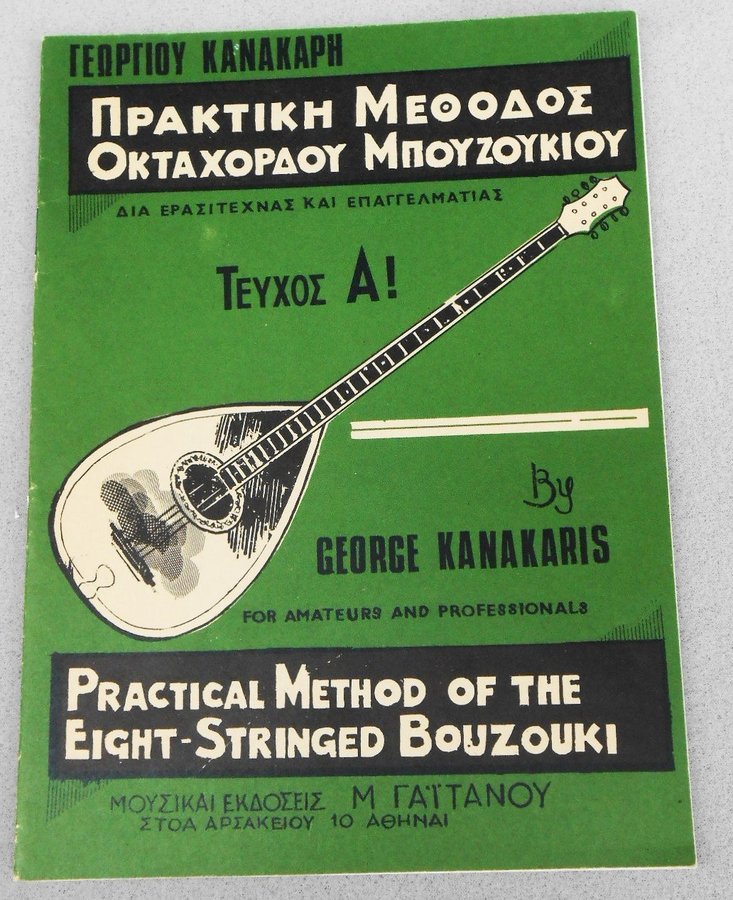 ΓΕΩΡΓΙΟΥ ΚΑΝΑΚΑΡΗ
ΠΡΑΚΤΙΚΗ ΜΕΘΟΔΟΣ
ΟΚΤΑΧΟΡΔΟΥ ΜΠΟΥΖΟΥΚΙΟΥ
ΔΙΑ ΕΡΑΣΙΤΕΧΝΑΣ ΚΑΙ ΕΠΑΓΓΕΛΜΑΤΙΑΣ
ΤΕΥΧΟΣ Α!
By
GEORGE KANAKARIS
FOR AMATEURS AND PROFESSIONALS
PRACTICAL METHOD OF THE
EIGHT-STRINGED BOUZOUKI
ΜΟΥΣΙΚΑΙ ΕΚΔΟΣΕΙΣ Μ ΓΑΪΤΑΝΟΥ
ΣΤΟΑ ΑΡΣΑΚΕΙΟΥ 10 ΑΘΗΝΑΙ